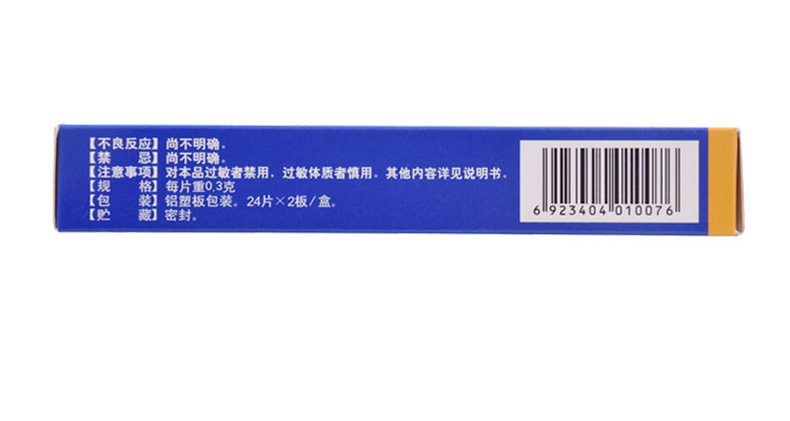 【不良反应】尚不明确。
【禁　　忌】尚不明确。
【注意事项】对本品过敏者禁用，过敏体质者慎用。其他内容详见说明书。
【规　　格】每片重0.3克
【包　　装】铝塑板包装。24片×2板/盒。
【贮　　藏】密封。
6 923404 010076